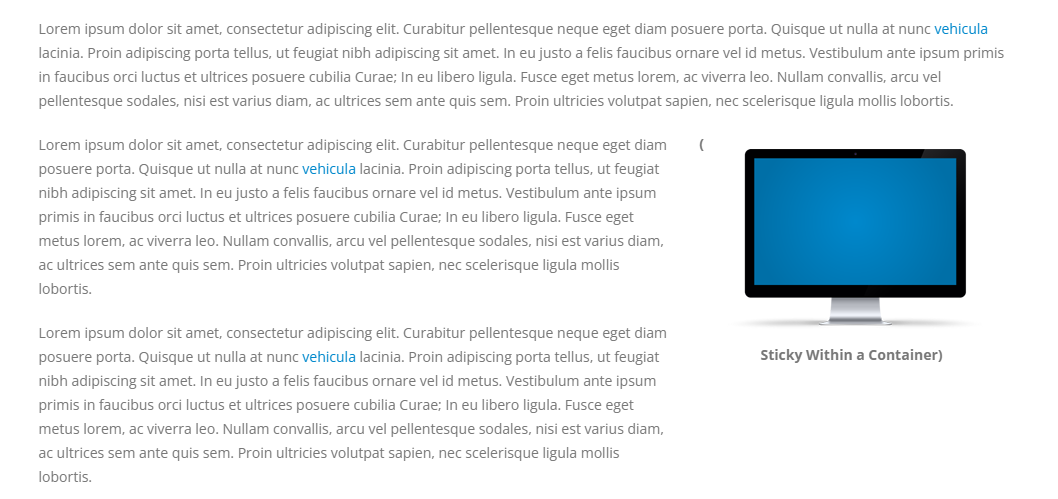 Lorem ipsum dolor sit amet, consectetur adipiscing elit. Curabitur pellentesque neque eget diam posuere porta. Quisque ut nulla at nunc vehicula
lacinia. Proin adipiscing porta tellus, ut feugiat nibh adipiscing sit amet. In eu justo a felis faucibus ornare vel id metus. Vestibulum ante ipsum primis
in faucibus orci luctus et ultrices posuere cubilia Curae; In eu libero ligula. Fusce eget metus lorem, ac viverra leo. Nullam convallis, arcu vel
pellentesque sodales, nisi est varius diam, ac ultrices sem ante quis sem. Proin ultricies volutpat sapien, nec scelerisque ligula mollis lobortis.
Lorem ipsum dolor sit amet, consectetur adipiscing elit. Curabitur pellentesque neque eget diam
posuere porta. Quisque ut nulla at nunc vehicula lacinia. Proin adipiscing porta tellus, ut feugiat
nibh adipiscing sit amet. In eu justo a felis faucibus ornare vel id metus. Vestibulum ante ipsum
primis in faucibus orci luctus et ultrices posuere cubilia Curae; In eu libero ligula. Fusce eget
metus lorem, ac viverra leo. Nullam convallis, arcu vel pellentesque sodales, nisi est varius diam,
ac ultrices sem ante quis sem. Proin ultricies volutpat sapien, nec scelerisque ligula mollis
lobortis.
Lorem ipsum dolor sit amet, consectetur adipiscing elit. Curabitur pellentesque neque eget diam
posuere porta. Quisque ut nulla at nunc vehicula lacinia. Proin adipiscing porta tellus, ut feugiat
nibh adipiscing sit amet. In eu justo a felis faucibus ornare vel id metus. Vestibulum ante ipsum
primis in faucibus orci luctus et ultrices posuere cubilia Curae; In eu libero ligula. Fusce eget
metus lorem, ac viverra leo. Nullam convallis, arcu vel pellentesque sodales, nisi est varius diam,
ac ultrices sem ante quis sem. Proin ultricies volutpat sapien, nec scelerisque ligula mollis
lobortis.
(
Sticky Within a Container)